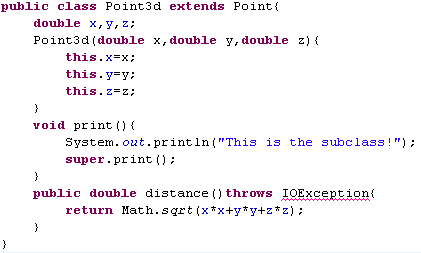 public class Point3d extends Point{
    double x,y,z;
    Point3d(double x,double y,double z){
        this.x=x;
        this.y=y;
        this.z=z;
    }
    void print(){
        System.out.println("This is the subclass!");
        super.print();
    }
    public double distance()throws IOException{
        return Math.sqrt(x*x+y*y+z*z);
    }
}